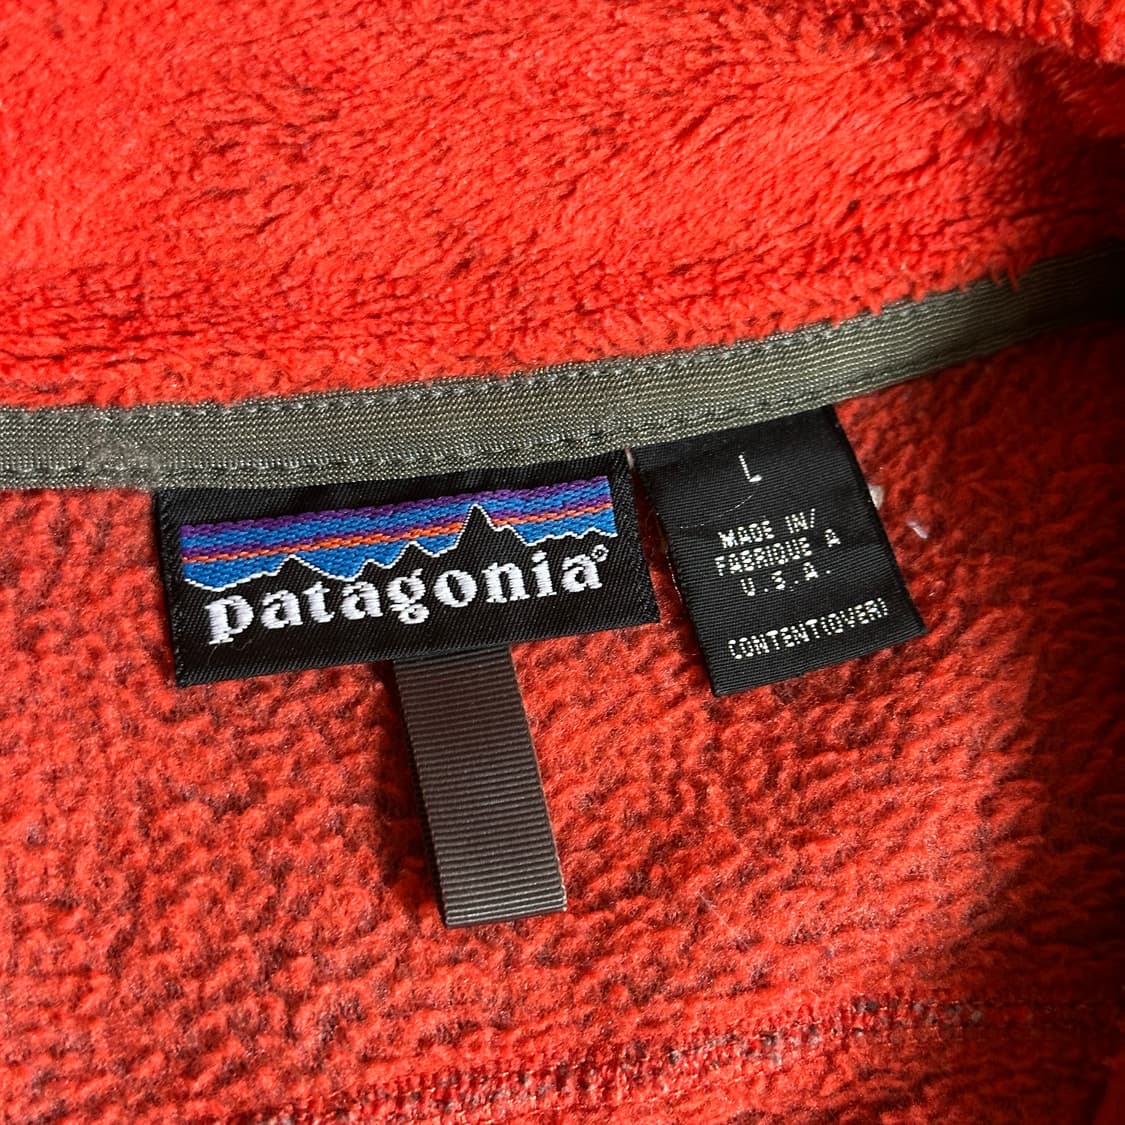 patagonia®
L
MADE IN/
FABRIQUE A
U.S.A.
CONTENT(OVER)